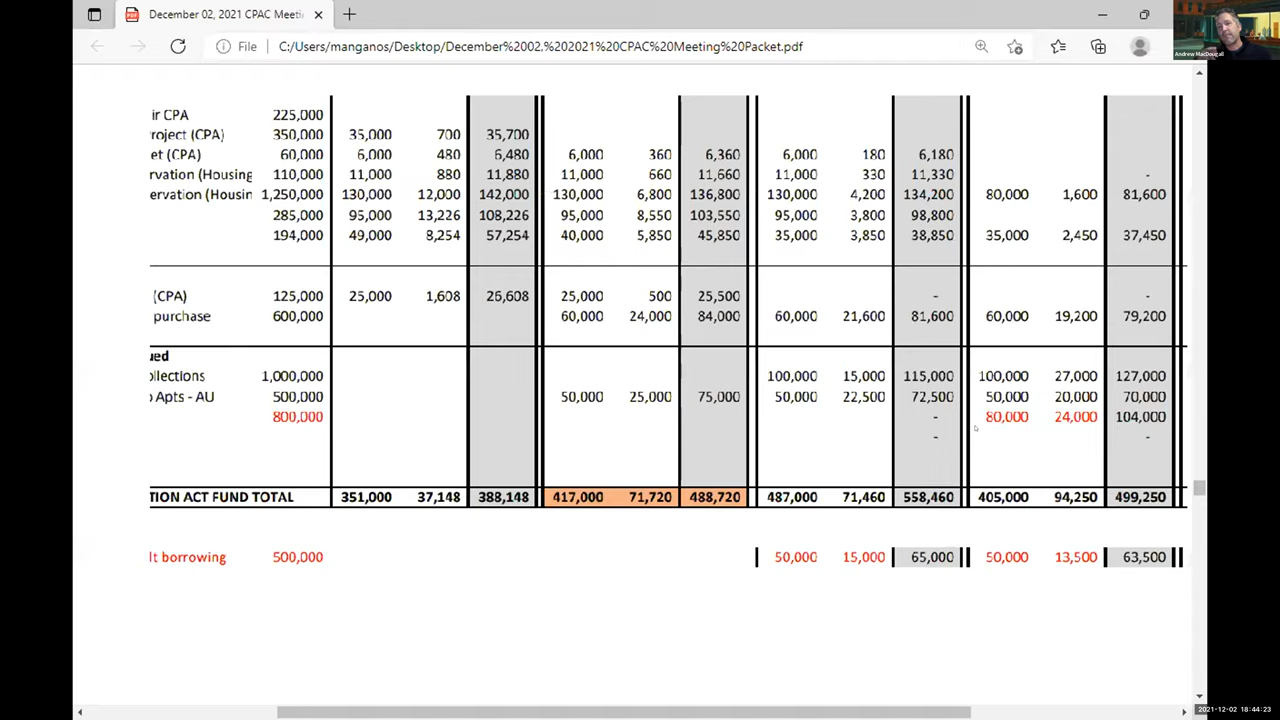 December 02, 2021 CPAC Meeti
File C:/Users/manganos/Desktop/December%2002.%202021%20CPAC%20Meeting%20Packet.pdf
Andrew MacDougall
ir CPA 225,000
roject (CPA) 350,000 35,000 700 35,700
et (CPA) 60,000 6,000 480 6,480 6,000 360 6,360 6,000 180 6,180
rvation (Housing 110,000 11,000 880 11,880 11,000 660 11,660 11,000 330 11,330 -
ervation (Housin 1,250,000 130,000 12,000 142,000 130,000 6,800 136,800 130,000 4,200 134,200 80,000 1,600 81,600
285,000 95,000 13,226 108,226 95,000 8,550 103,550 95,000 3,800 98,800
194,000 49,000 8,254 57,254 40,000 5,850 45,850 35,000 3,850 38,850 35,000 2,450 37,450
(CPA) 125,000 25,000 1,608 26,608 25,000 500 25,500 - -
purchase 600,000 60,000 24,000 84,000 60,000 21,600 81,600 60,000 19,200 79,200
ued
ollections 1,000,000 100,000 15,000 115,000 100,000 27,000 127,000
o Apts - AU 500,000 50,000 25,000 75,000 50,000 22,500 72,500 50,000 20,000 70,000
800,000 - 80,000 24,000 104,000
- -
TION ACT FUND TOTAL 351,000 37,148 388,148 417,000 71,720 488,720 487,000 71,460 558,460 405,000 94,250 499,250
lt borrowing 500,000 50,000 15,000 65,000 50,000 13,500 63,500
2021-12-02 18:44:23